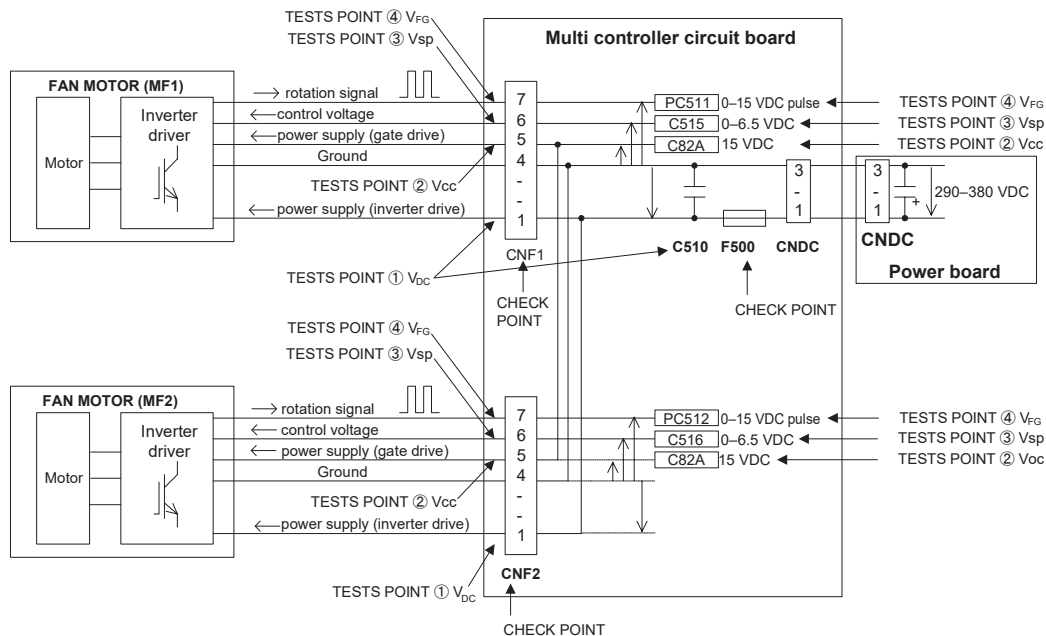 TESTS POINT ④ VFG
TESTS POINT ③ Vsp
Multi controller circuit board
FAN MOTOR (MF1)
Motor
Inverter
driver
→ rotation signal
← control voltage
← power supply (gate drive)
Ground
TESTS POINT ② Vcc
← power supply (inverter drive)
TESTS POINT ① VDC
7
6
5
4
-
-
1
CNF1
CHECK
POINT
PC511 0–15 VDC pulse
C515 0–6.5 VDC
C82A 15 VDC
TESTS POINT ④ VFG
TESTS POINT ③ Vsp
TESTS POINT ② Vcc
C510 F500 CNDC
3
-
1
CHECK POINT
3
-
1
+
290–380 VDC
CNDC
Power board
TESTS POINT ④ VFG
TESTS POINT ③ Vsp
FAN MOTOR (MF2)
Motor
Inverter
driver
→ rotation signal
← control voltage
← power supply (gate drive)
Ground
TESTS POINT ② Vcc
← power supply (inverter drive)
TESTS POINT ① VDC
7
6
5
4
-
-
1
CNF2
CHECK POINT
PC512 0–15 VDC pulse
C516 0–6.5 VDC
C82A 15 VDC
TESTS POINT ④ VFG
TESTS POINT ③ Vsp
TESTS POINT ② Voc